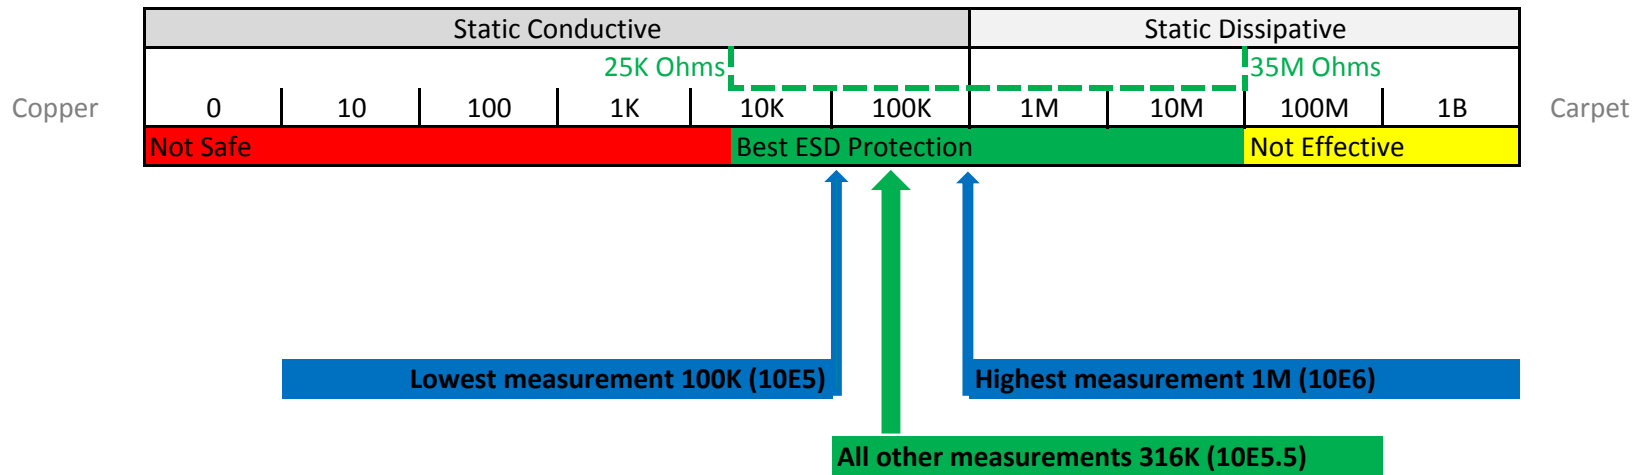 Static Conductive Static Dissipative
25K Ohms 35M Ohms
Copper 0 10 100 1K 10K 100K 1M 10M 100M 1B Carpet
Not Safe Best ESD Protection Not Effective
Lowest measurement 100K (10E5) Highest measurement 1M (10E6)
All other measurements 316K (10E5.5)